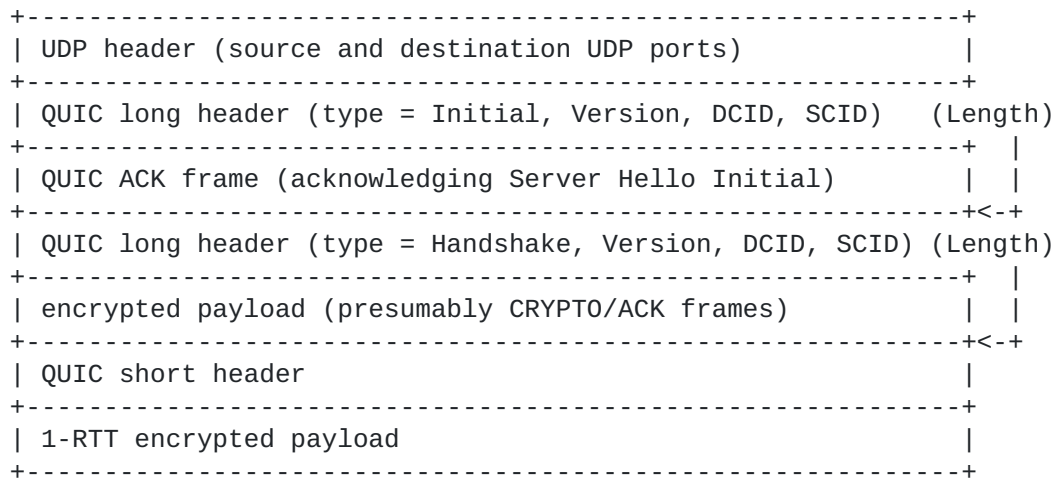 +------------------------------------------------------------+
| UDP header (source and destination UDP ports)              |
+------------------------------------------------------------+
| QUIC long header (type = Initial, Version, DCID, SCID)   (Length)
+------------------------------------------------------------+  |
| QUIC ACK frame (acknowledging Server Hello Initial)        |  |
+------------------------------------------------------------+<-+
| QUIC long header (type = Handshake, Version, DCID, SCID) (Length)
+------------------------------------------------------------+  |
| encrypted payload (presumably CRYPTO/ACK frames)           |  |
+------------------------------------------------------------+<-+
| QUIC short header                                          |
+------------------------------------------------------------+
| 1-RTT encrypted payload                                    |
+------------------------------------------------------------+